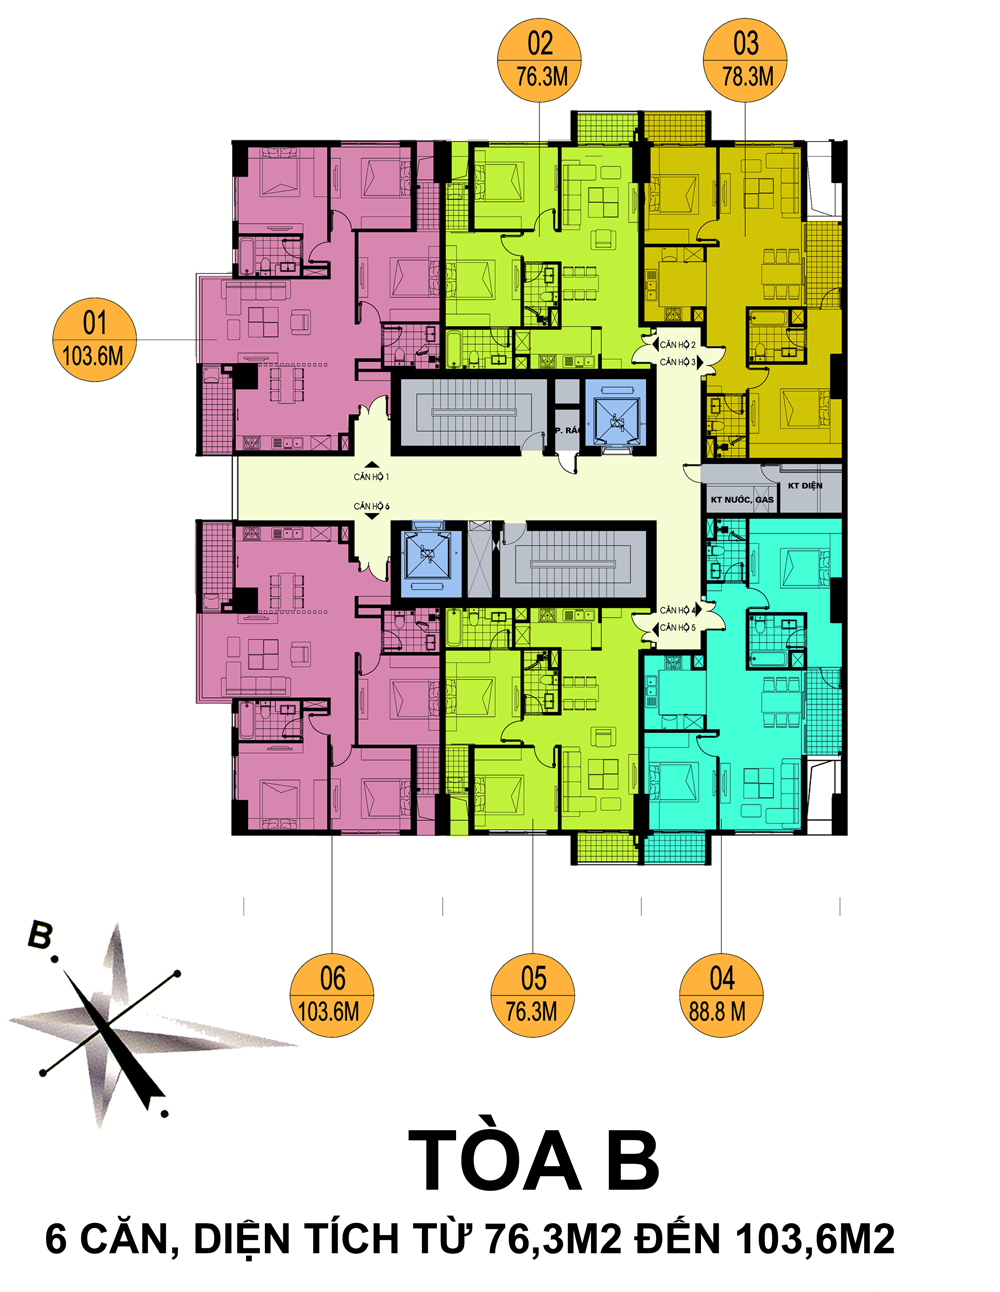 02
76.3M
03
78.3M
01
103.6M
CĂN HỘ 2
CĂN HỘ 3
P. RÁC
CĂN HỘ 1
CĂN HỘ 6
KT ĐIỆN
KT NƯỚC, GAS
CĂN HỘ 4
CĂN HỘ 5
06
103.6M
05
76.3M
04
88.8 M
B
TÒA B
6 CĂN, DIỆN TÍCH TỪ 76,3M2 ĐẾN 103,6M2